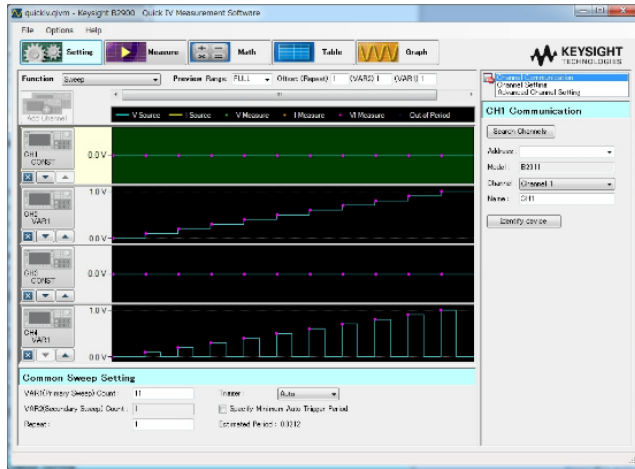 quickiv.qivm - Keysight B2900 Quick IV Measurement Software
File Options Help
Setting Measure Math Table Graph
KEYSIGHT
TECHNOLOGIES
Function Sweep Preview Range: FULL Offset (Repeat) 1 (VAR2) 1 (VAR1) 1
Channel Communication
Channel Setting
Advanced Channel Setting
Add Channel
V Source I Source V Measure I Measure VI Measure Out of Period
CH1
CONST
0.0 V
CH2
VAR1
1.0 V
0.0 V
CH3
CONST
0.0 V
CH4
VAR1
1.0 V
0.0 V
CH1 Communication
Search Channels
Address:
Model: B2911
Channel: Channel 1
Name: CH1
Identify device
Common Sweep Setting
VAR1(Primary Sweep) Count: 11 Trigger: Auto
VAR2(Secondary Sweep) Count: 1 Specify Minimum Auto Trigger Period
Repeat: 1 Estimated Period: 0.0212